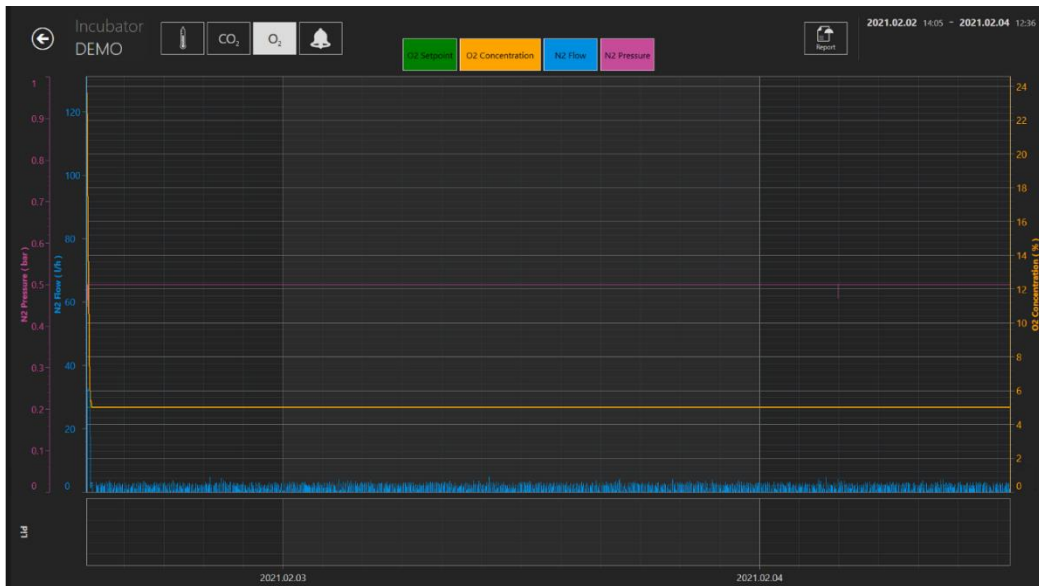 Incubator
DEMO
CO₂
O₂
O2 Setpoint
O2 Concentration
N2 Flow
N2 Pressure
Report
2021.02.02 14:05 - 2021.02.04 12:36
N2 Pressure ( bar )
1
0.9
0.8
0.7
0.6
0.5
0.4
0.3
0.2
0.1
0
N2 Flow ( l/h )
120
100
80
60
40
20
0
O2 Concentration ( % )
24
22
20
18
16
14
12
10
8
6
4
2
0
Lid
2021.02.03
2021.02.04